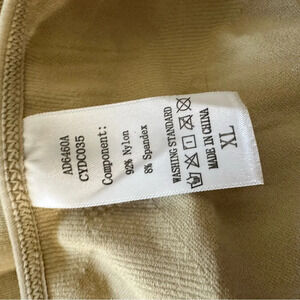 AD6460A
CYDC035
Component:
92% Nylon
8% Spandex
WASHING STANDARD
MADE IN CHINA
XL